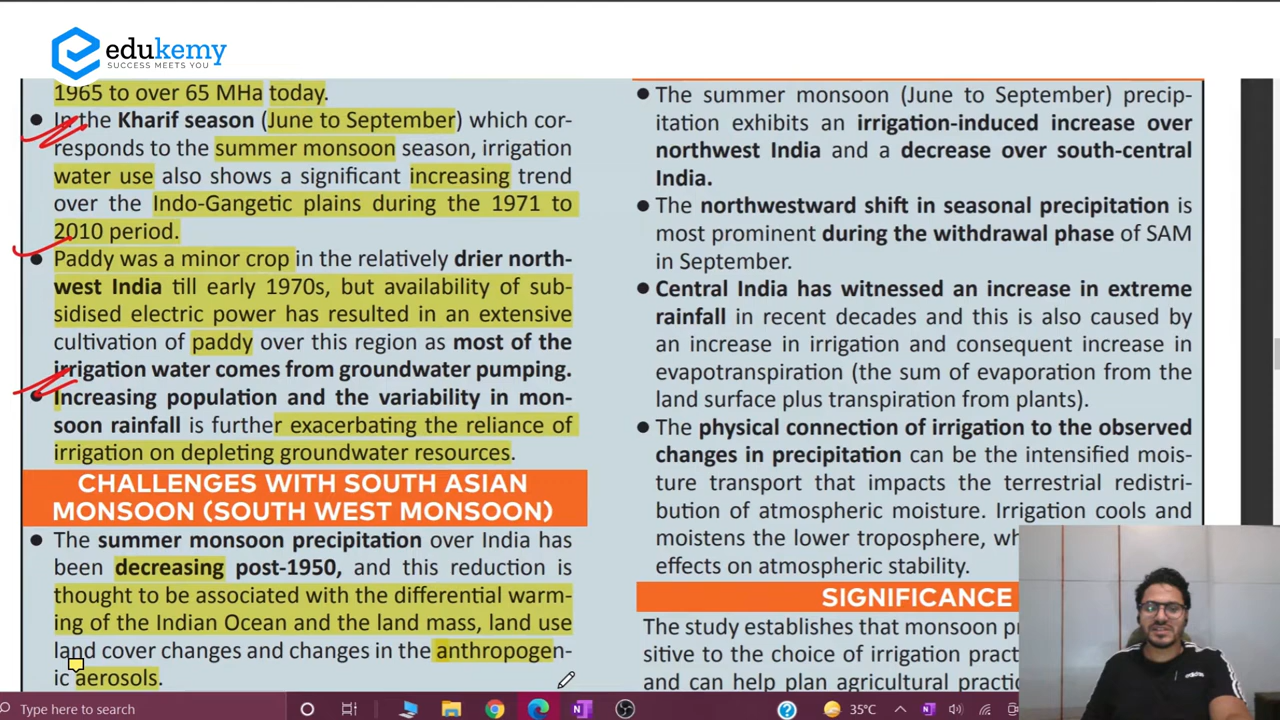 edukemy
SUCCESS MEETS YOU
1965 to over 65 MHa today.
In the Kharif season (June to September) which cor-
responds to the summer monsoon season, irrigation
water use also shows a significant increasing trend
over the Indo-Gangetic plains during the 1971 to
2010 period.
Paddy was a minor crop in the relatively drier north-
west India till early 1970s, but availability of sub-
sidised electric power has resulted in an extensive
cultivation of paddy over this region as most of the
irrigation water comes from groundwater pumping.
Increasing population and the variability in mon-
soon rainfall is further exacerbating the reliance of
irrigation on depleting groundwater resources.
CHALLENGES WITH SOUTH ASIAN
MONSOON (SOUTH WEST MONSOON)
The summer monsoon precipitation over India has
been decreasing post-1950, and this reduction is
thought to be associated with the differential warm-
ing of the Indian Ocean and the land mass, land use
land cover changes and changes in the anthropogen-
ic aerosols.
The summer monsoon (June to September) precip-
itation exhibits an irrigation-induced increase over
northwest India and a decrease over south-central
India.
The northwestward shift in seasonal precipitation is
most prominent during the withdrawal phase of SAM
in September.
Central India has witnessed an increase in extreme
rainfall in recent decades and this is also caused by
an increase in irrigation and consequent increase in
evapotranspiration (the sum of evaporation from the
land surface plus transpiration from plants).
The physical connection of irrigation to the observed
changes in precipitation can be the intensified mois-
ture transport that impacts the terrestrial redistri-
bution of atmospheric moisture. Irrigation cools and
moistens the lower troposphere,
effects on atmospheric stability.
SIGNIFICANCE
The study establishes that monsoon
sitive to the choice of irrigation
and can help plan agricultural
Type here to search
35°C